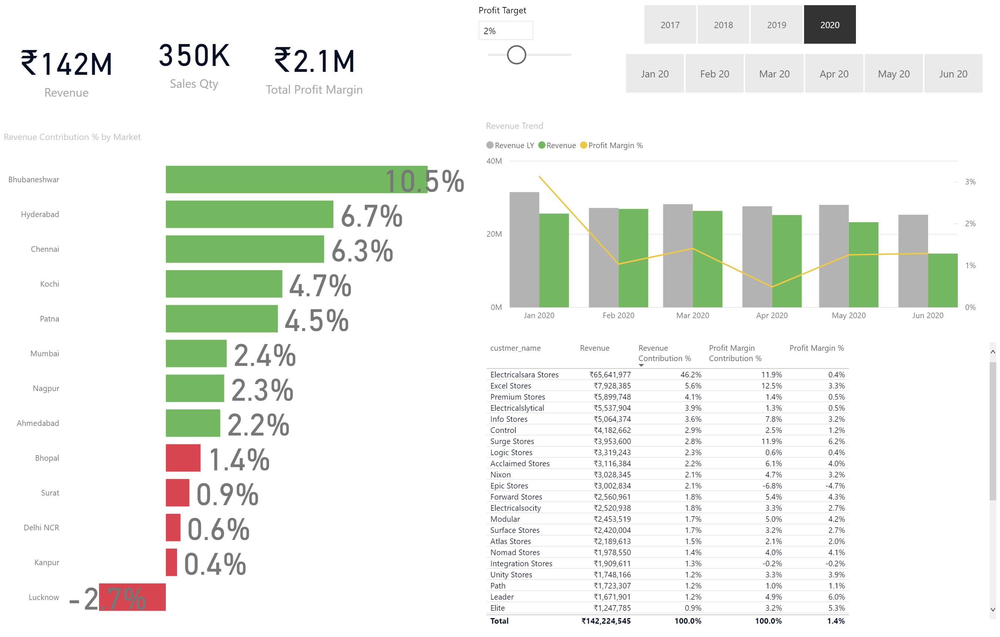 Profit Target
2%
2017 2018 2019 2020
Jan 20 Feb 20 Mar 20 Apr 20 May 20 Jun 20
₹142M
Revenue
350K
Sales Qty
₹2.1M
Total Profit Margin
Revenue Contribution % by Market
Bhubaneshwar 10.5%
Hyderabad 6.7%
Chennai 6.3%
Kochi 4.7%
Patna 4.5%
Mumbai 2.4%
Nagpur 2.3%
Ahmedabad 2.2%
Bhopal 1.4%
Surat 0.9%
Delhi NCR 0.6%
Kanpur 0.4%
Lucknow -2.7%
Revenue Trend
Revenue LY Revenue Profit Margin %
40M
20M
0M
3%
2%
1%
0%
Jan 2020 Feb 2020 Mar 2020 Apr 2020 May 2020 Jun 2020
custmer_name Revenue Revenue Profit Margin Profit Margin %
Contribution % Contribution %
Electricalsara Stores ₹65,641,977 46.2% 11.9% 0.4%
Excel Stores ₹7,928,385 5.6% 12.5% 3.3%
Premium Stores ₹5,899,748 4.1% 1.4% 0.5%
Electricalslytical ₹5,537,904 3.9% 1.3% 0.5%
Info Stores ₹5,064,374 3.6% 7.8% 3.2%
Control ₹4,182,662 2.9% 2.5% 1.2%
Surge Stores ₹3,953,600 2.8% 11.9% 6.2%
Logic Stores ₹3,319,243 2.3% 0.6% 0.4%
Acclaimed Stores ₹3,116,384 2.2% 6.1% 4.0%
Nixon ₹3,028,345 2.1% 4.7% 3.2%
Epic Stores ₹3,002,834 2.1% -6.8% -4.7%
Forward Stores ₹2,560,961 1.8% 5.4% 4.3%
Electricalsocity ₹2,520,938 1.8% 3.3% 2.7%
Modular ₹2,453,519 1.7% 5.0% 4.2%
Surface Stores ₹2,420,004 1.7% 3.2% 2.7%
Atlas Stores ₹2,189,613 1.5% 2.1% 2.0%
Nomad Stores ₹1,978,550 1.4% 4.0% 4.1%
Integration Stores ₹1,909,611 1.3% -0.2% -0.2%
Unity Stores ₹1,748,166 1.2% 3.3% 3.9%
Path ₹1,723,307 1.2% 1.0% 1.1%
Leader ₹1,671,901 1.2% 4.9% 6.0%
Elite ₹1,247,785 0.9% 3.2% 5.3%
Total ₹142,224,545 100.0% 100.0% 1.4%